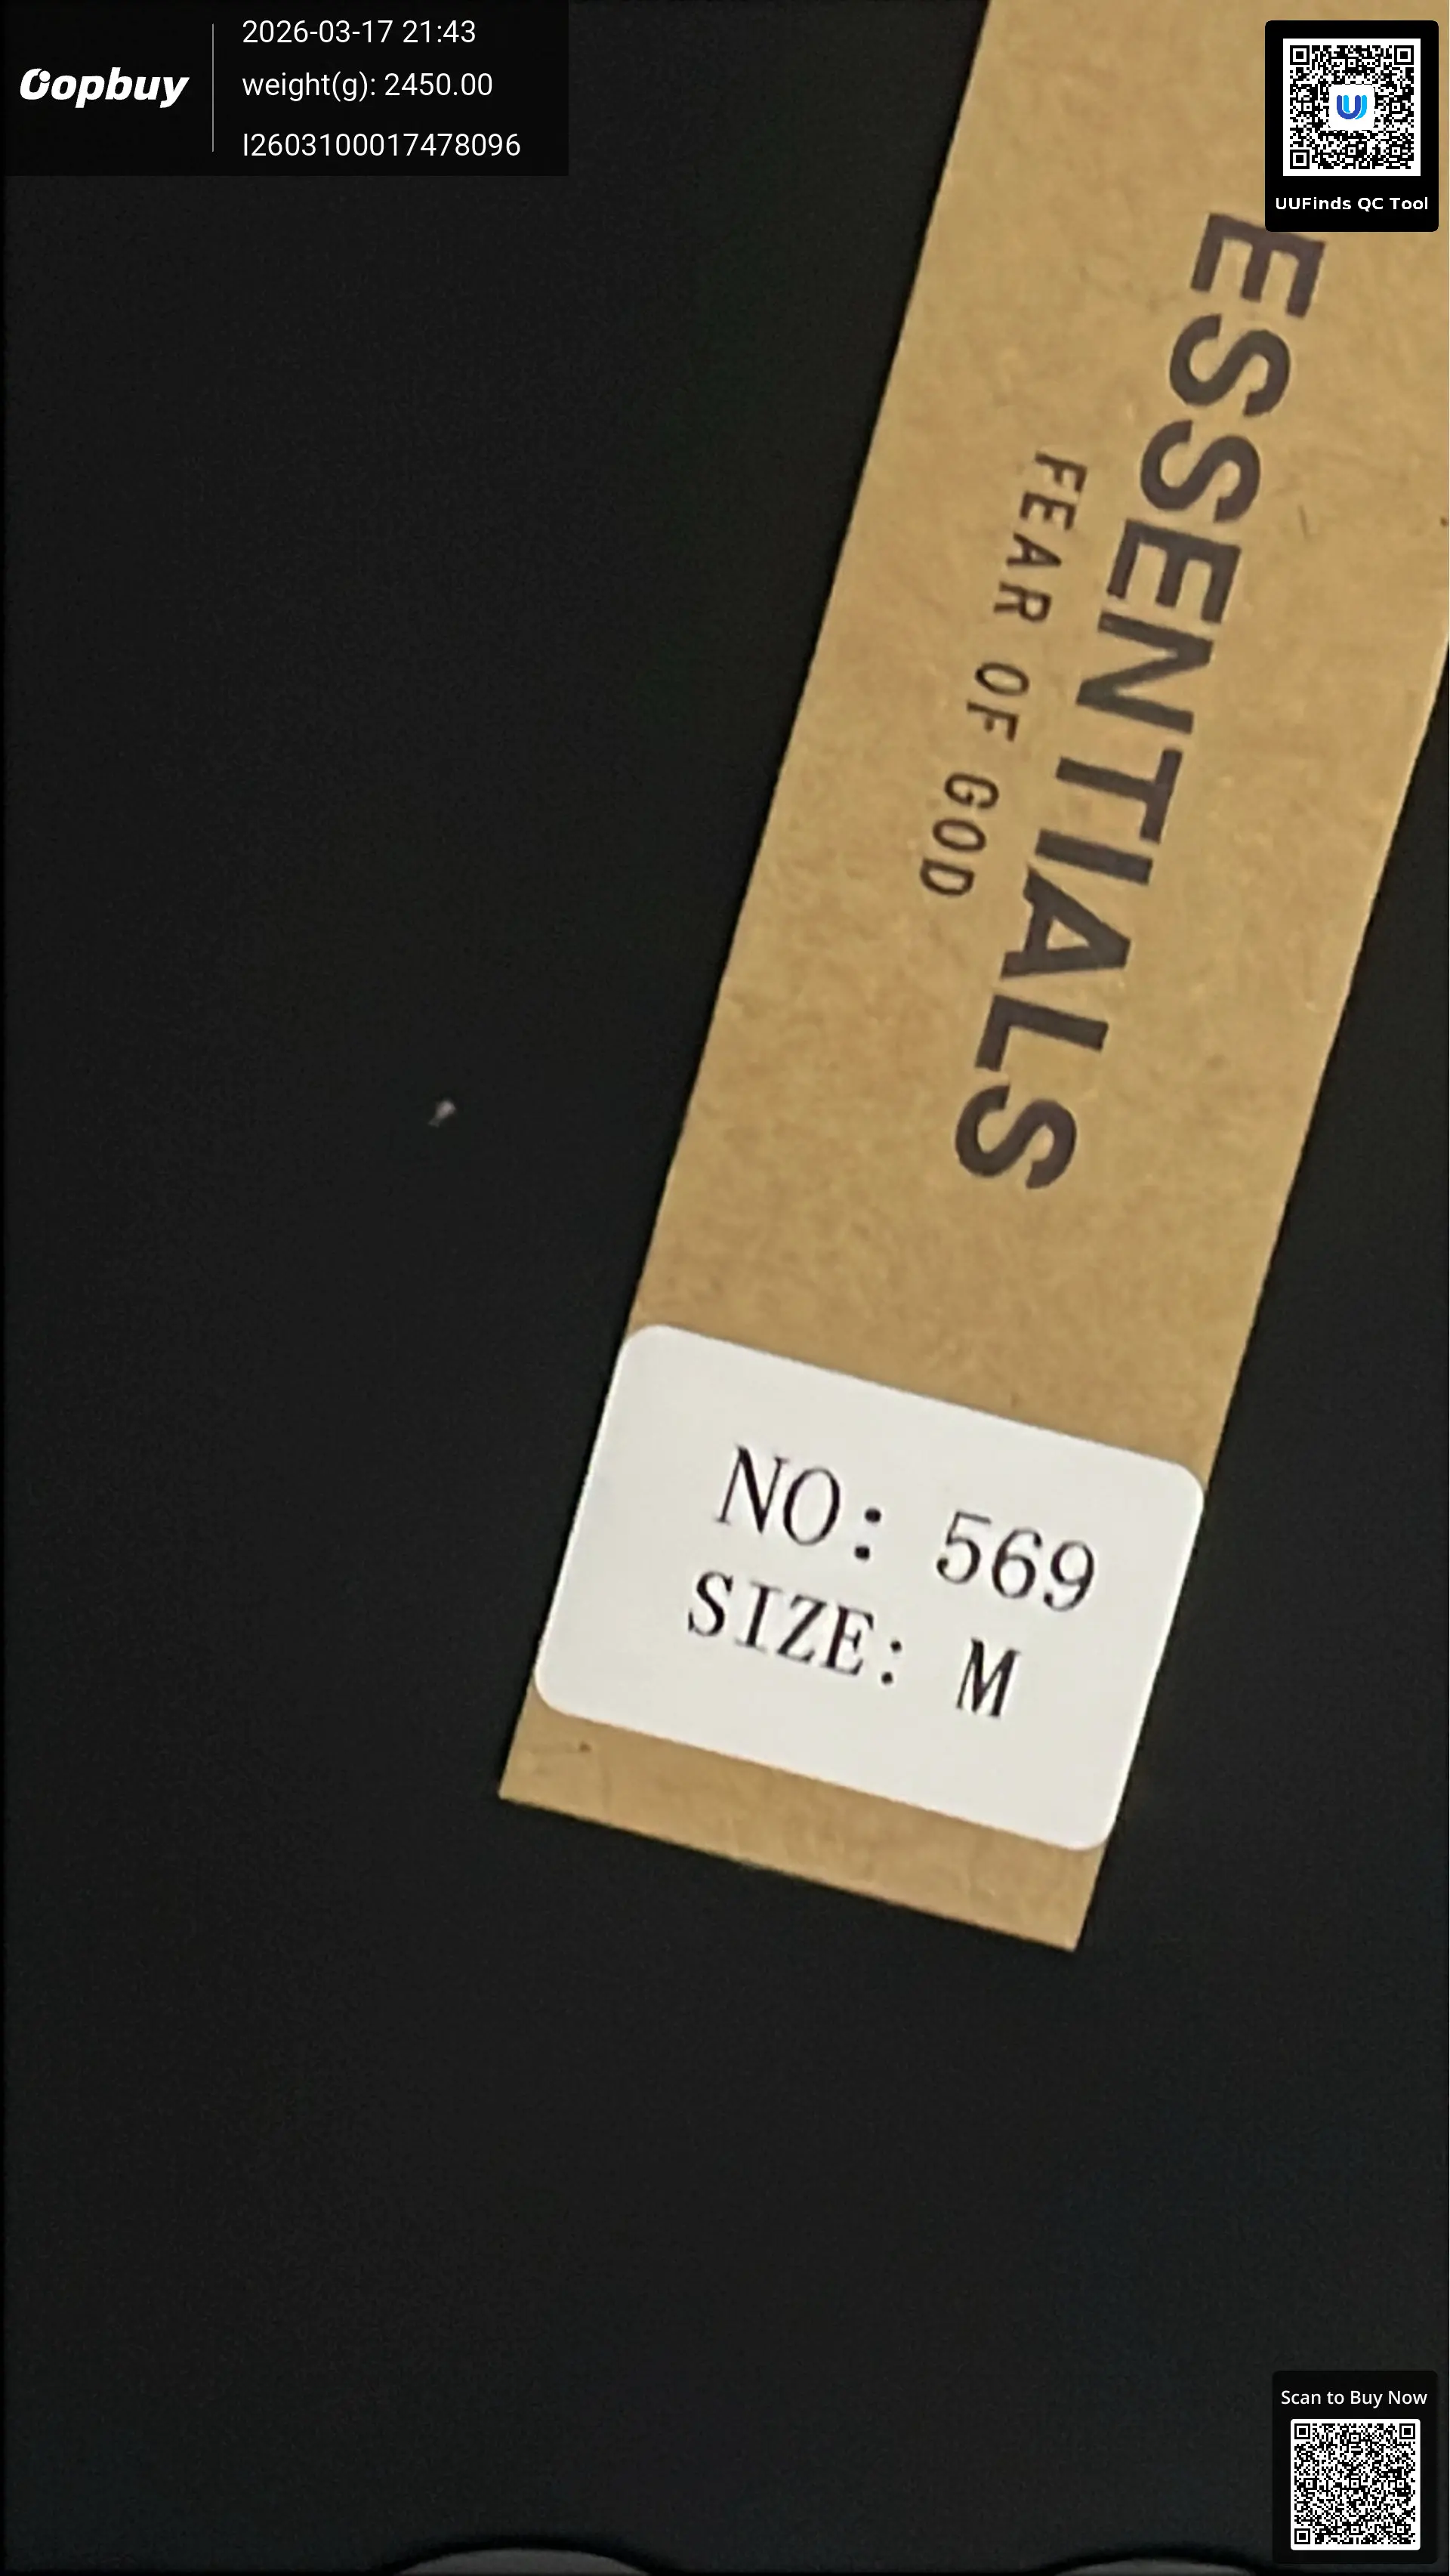 Oopbuy
2026-03-17 21:43
weight(g): 2450.00
I2603100017478096
UUFinds QC Tool
ESSENTIALS
FEAR OF GOD
NO: 569
SIZE: M
Scan to Buy Now